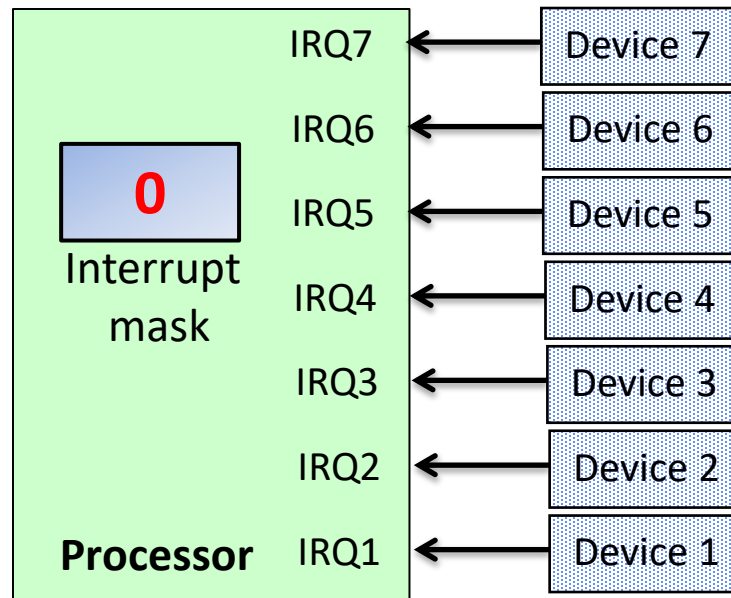 IRQ7 Device 7
IRQ6 Device 6
0
IRQ5 Device 5
Interrupt
mask
IRQ4 Device 4
IRQ3 Device 3
IRQ2 Device 2
Processor IRQ1 Device 1